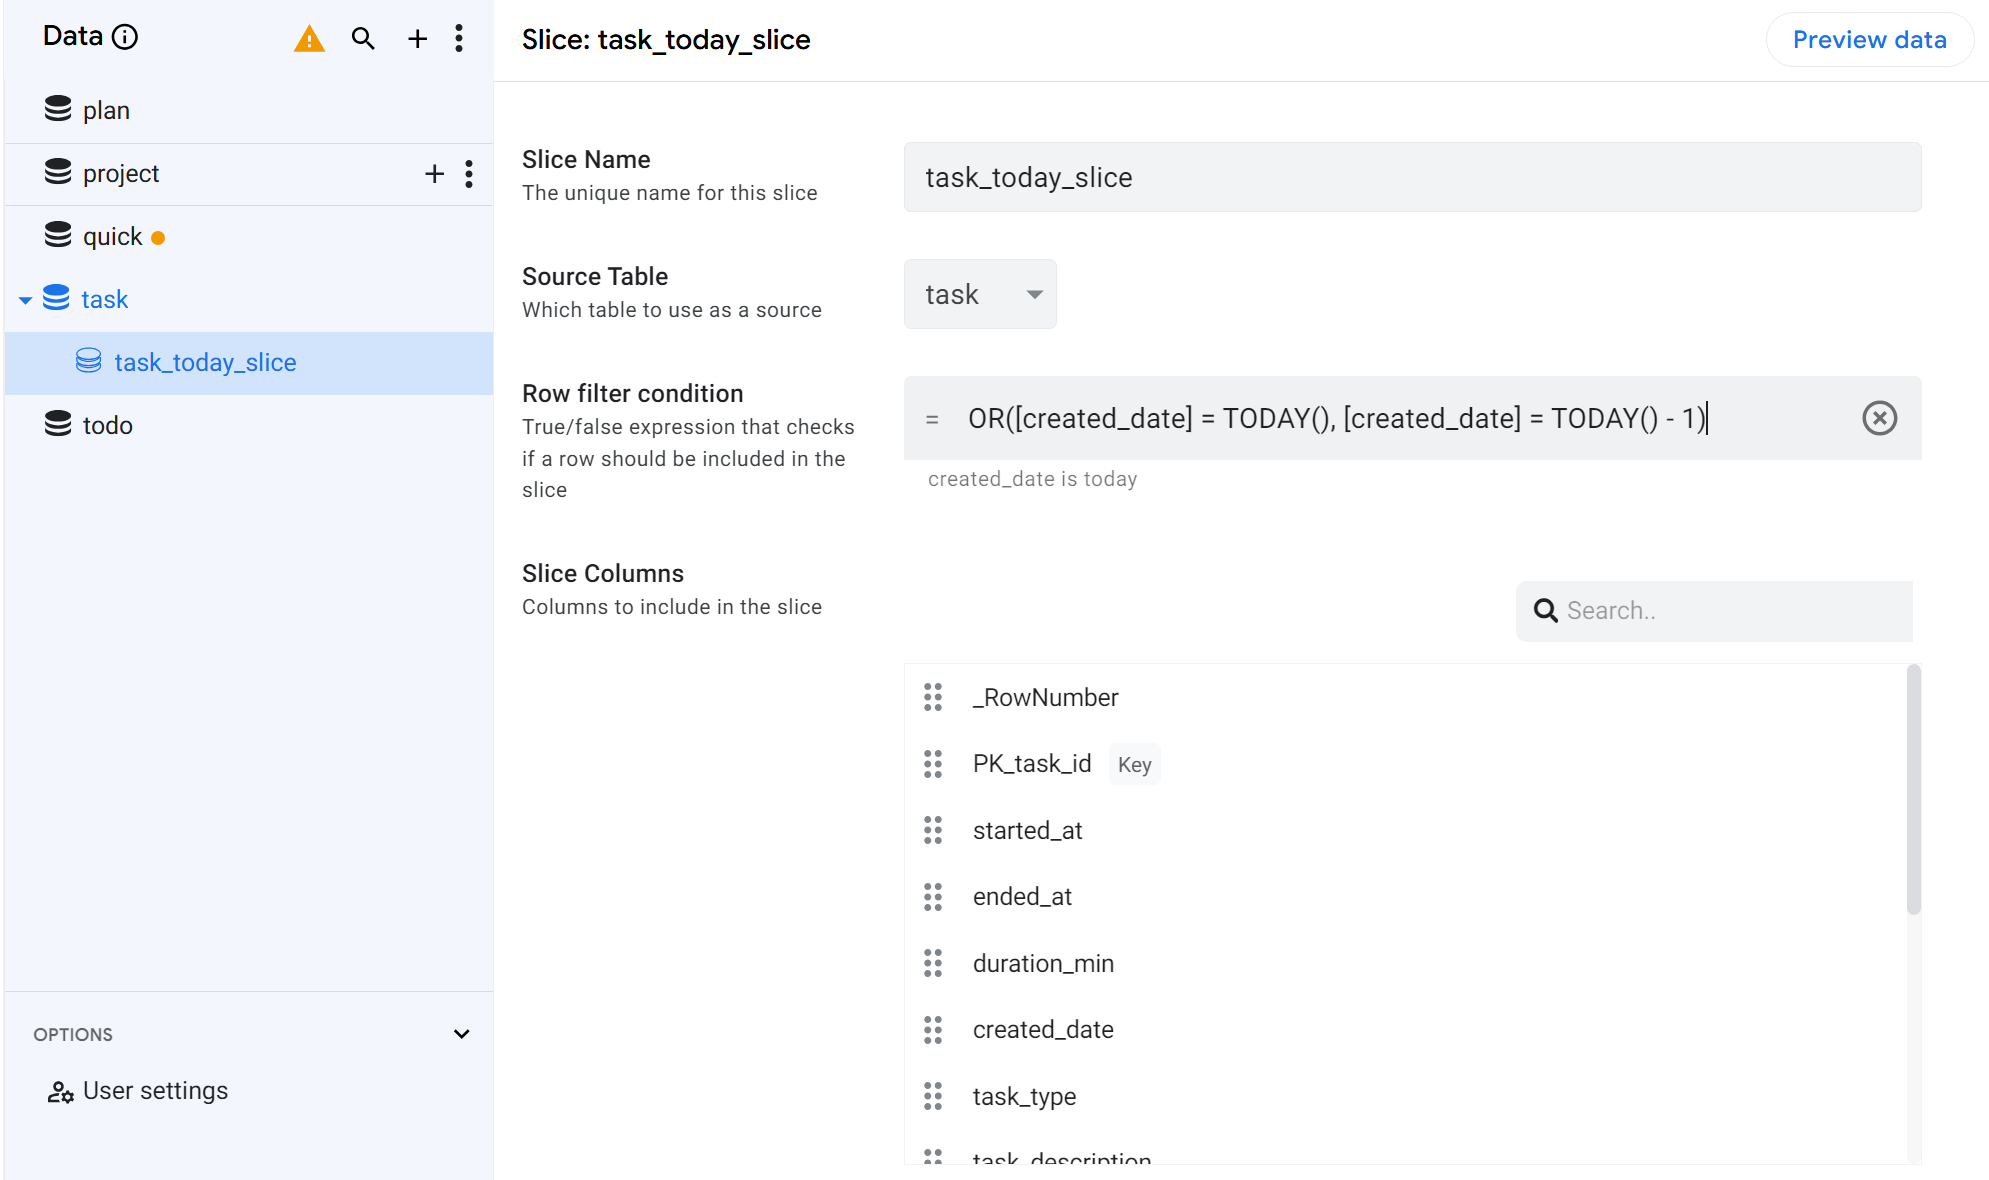 Data
plan
project
quick
task
task_today_slice
todo
OPTIONS
User settings
Slice: task_today_slice
Preview data
Slice Name
The unique name for this slice
task_today_slice
Source Table
Which table to use as a source
task
Row filter condition
True/false expression that checks
if a row should be included in the
slice
= OR([created_date] = TODAY(), [created_date] = TODAY() - 1)
created_date is today
Slice Columns
Columns to include in the slice
Search..
_RowNumber
PK_task_id Key
started_at
ended_at
duration_min
created_date
task_type
task_description